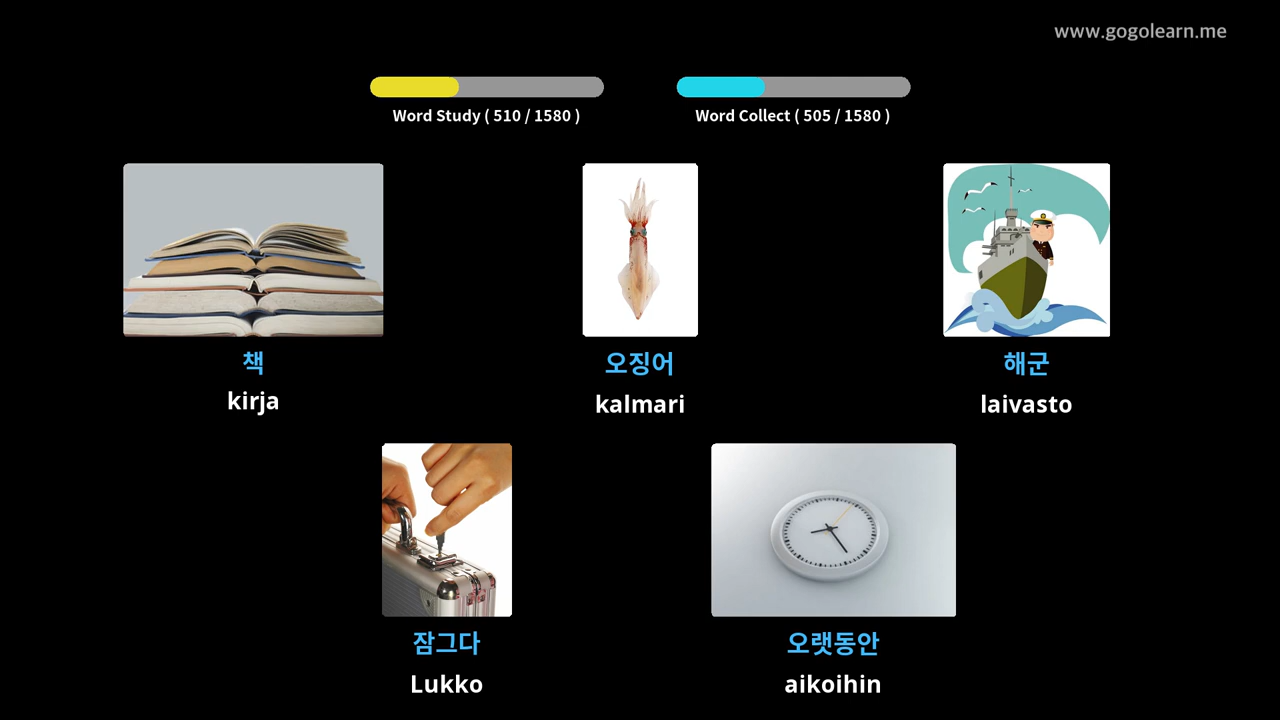 www.gogolearn.me
Word Study ( 510 / 1580 )
Word Collect ( 505 / 1580 )
책
kirja
오징어
kalmari
해군
laivasto
잠그다
Lukko
오랫동안
aikoihin